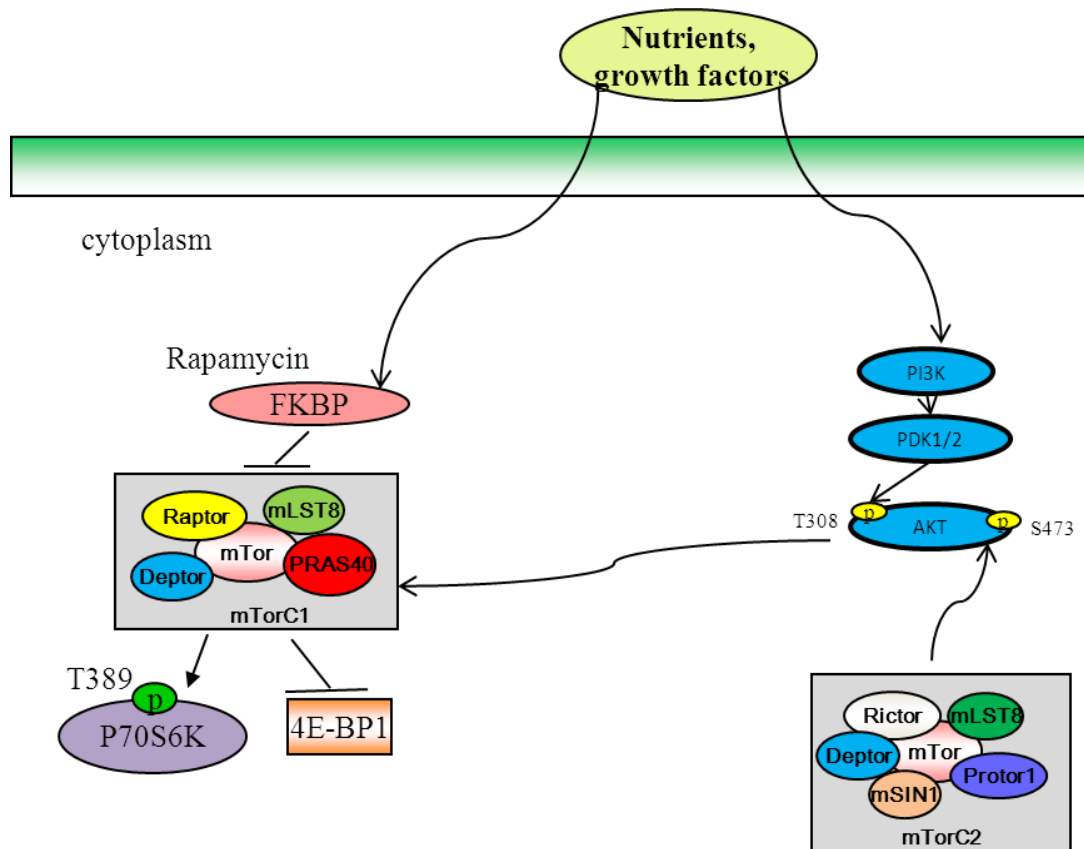 Nutrients,
growth factors
cytoplasm
Rapamycin
FKBP
PI3K
PDK1/2
T308
p
AKT
p
S473
Raptor
mLST8
mTor
PRAS40
Deptor
mTorC1
T389
p
P70S6K
4E-BP1
Rictor
mLST8
mTor
Deptor
Protor1
mSIN1
mTorC2